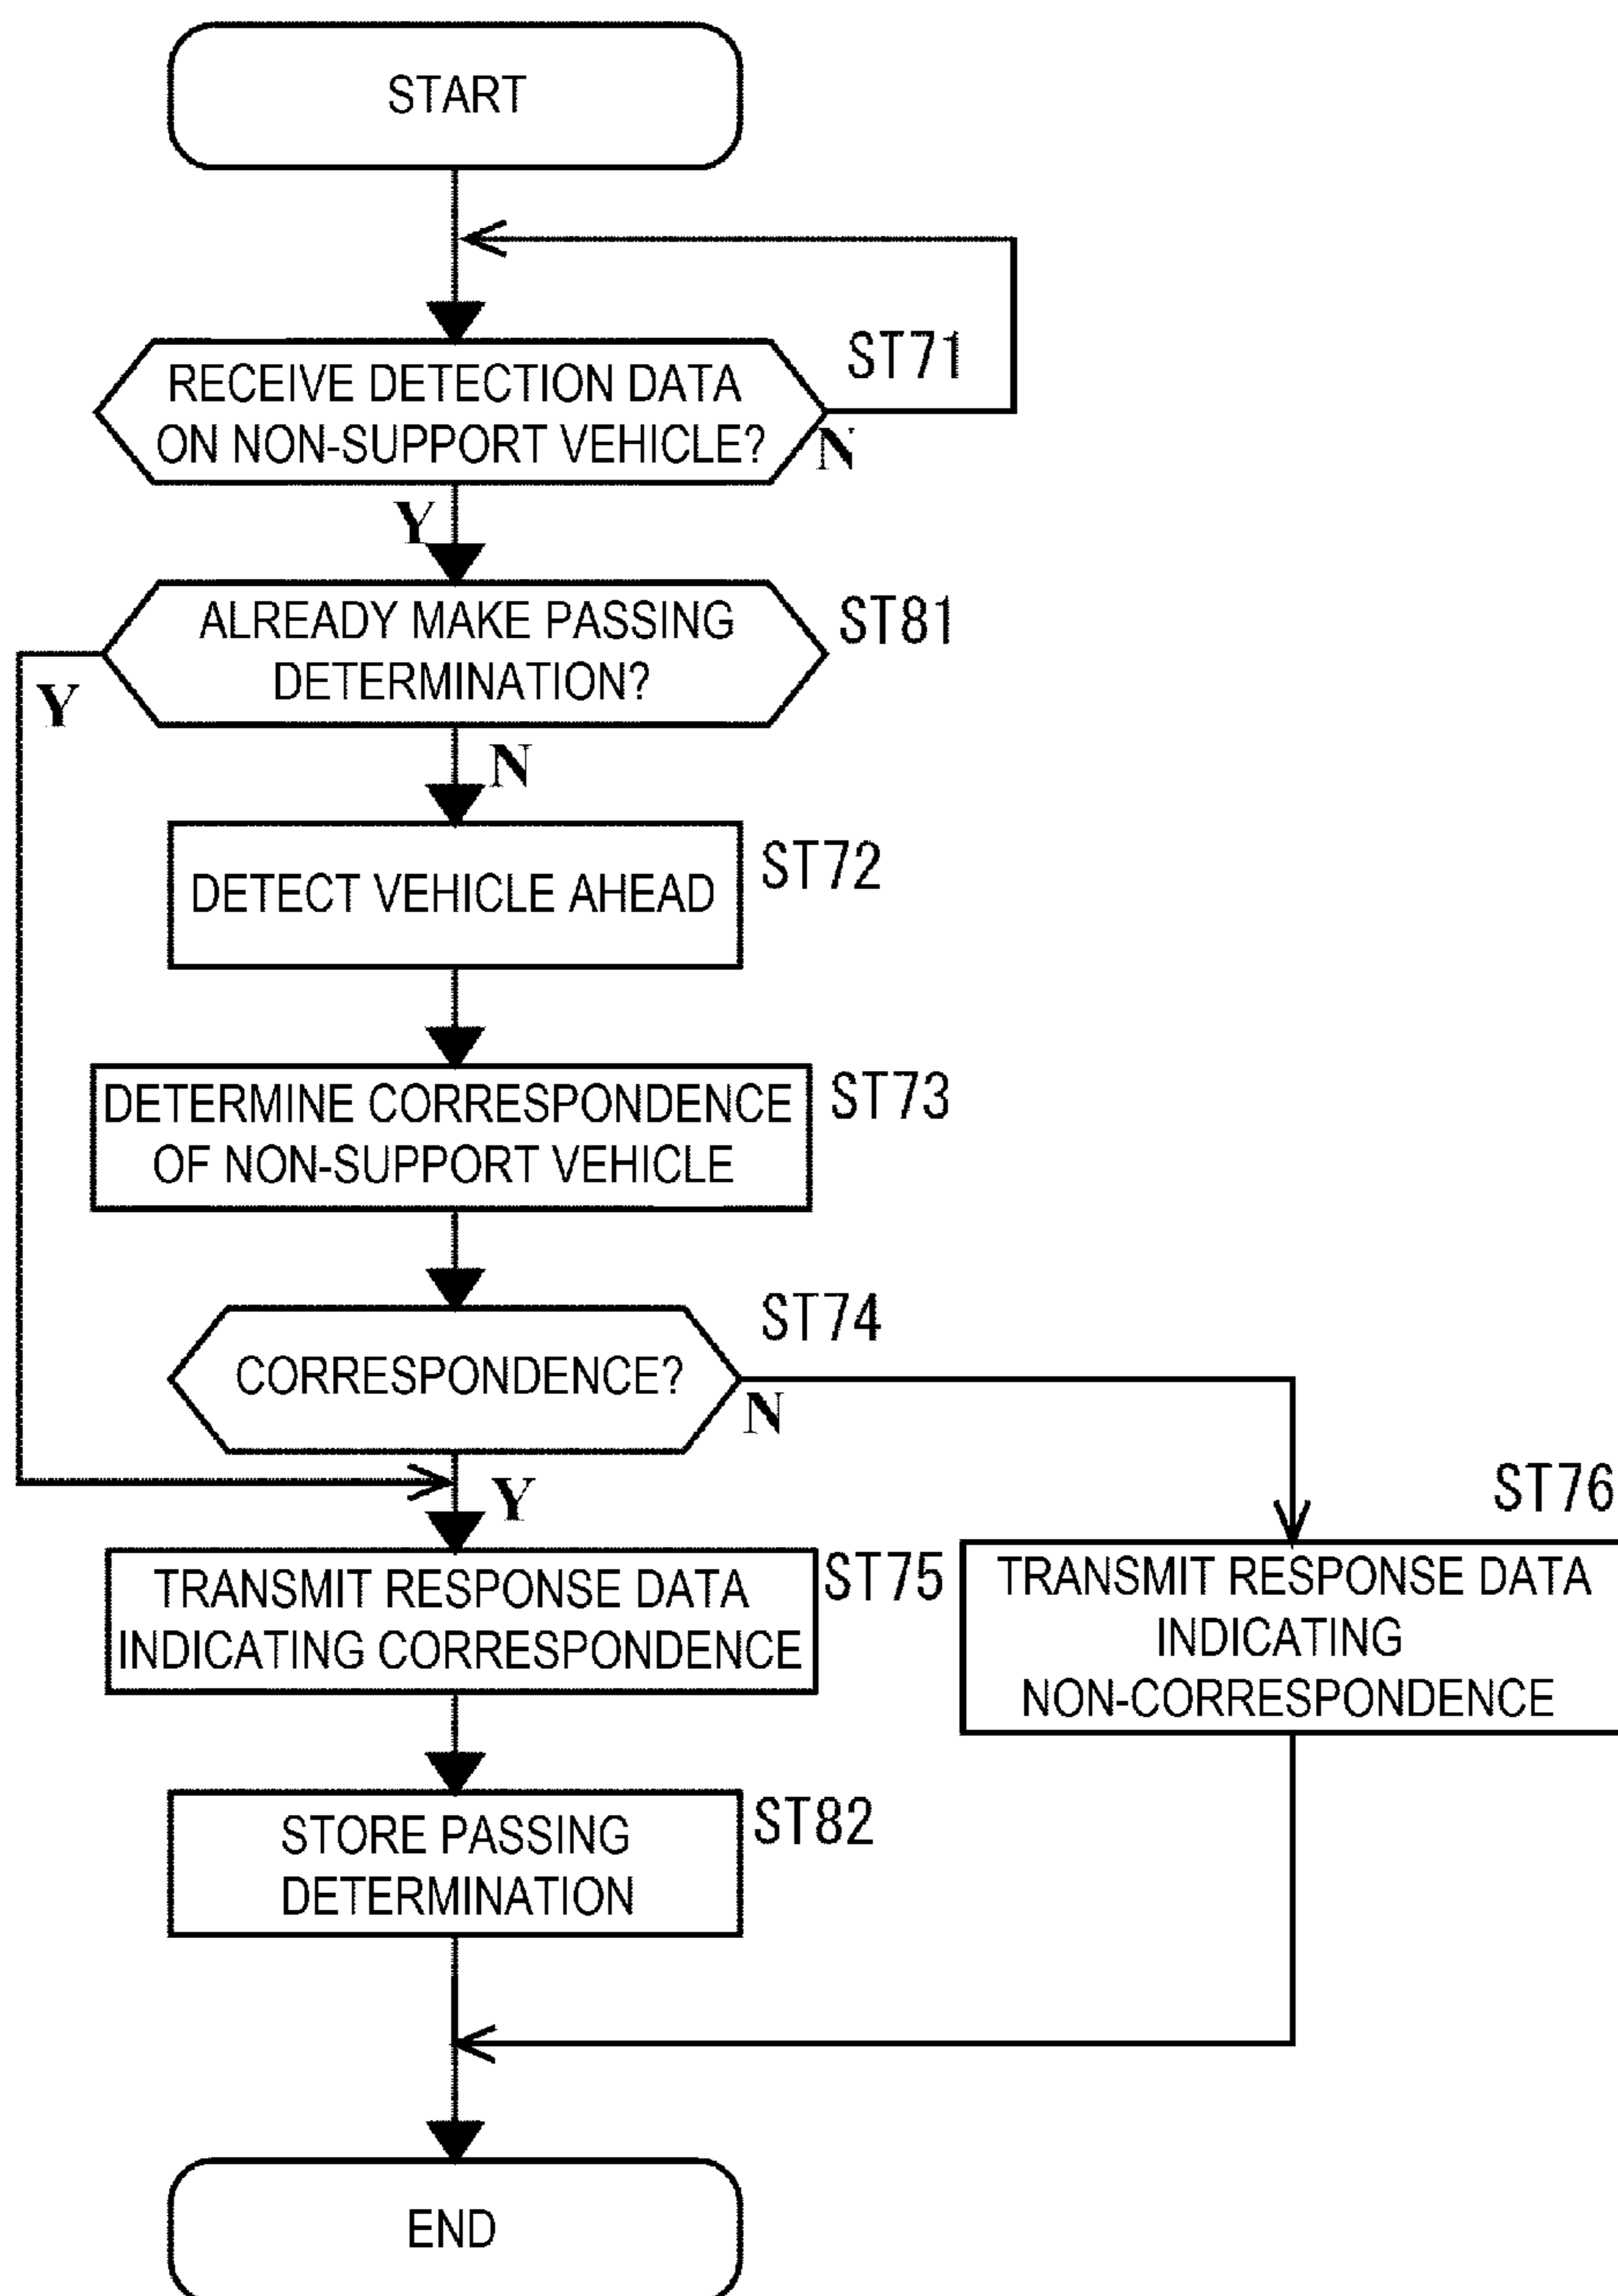 START
RECEIVE DETECTION DATA
ON NON-SUPPORT VEHICLE?
ST71
N
Y
ALREADY MAKE PASSING
DETERMINATION?
ST81
Y
N
DETECT VEHICLE AHEAD
ST72
DETERMINE CORRESPONDENCE
OF NON-SUPPORT VEHICLE
ST73
CORRESPONDENCE?
ST74
N
Y
TRANSMIT RESPONSE DATA
INDICATING CORRESPONDENCE
ST75
TRANSMIT RESPONSE DATA
INDICATING
NON-CORRESPONDENCE
ST76
STORE PASSING
DETERMINATION
ST82
END